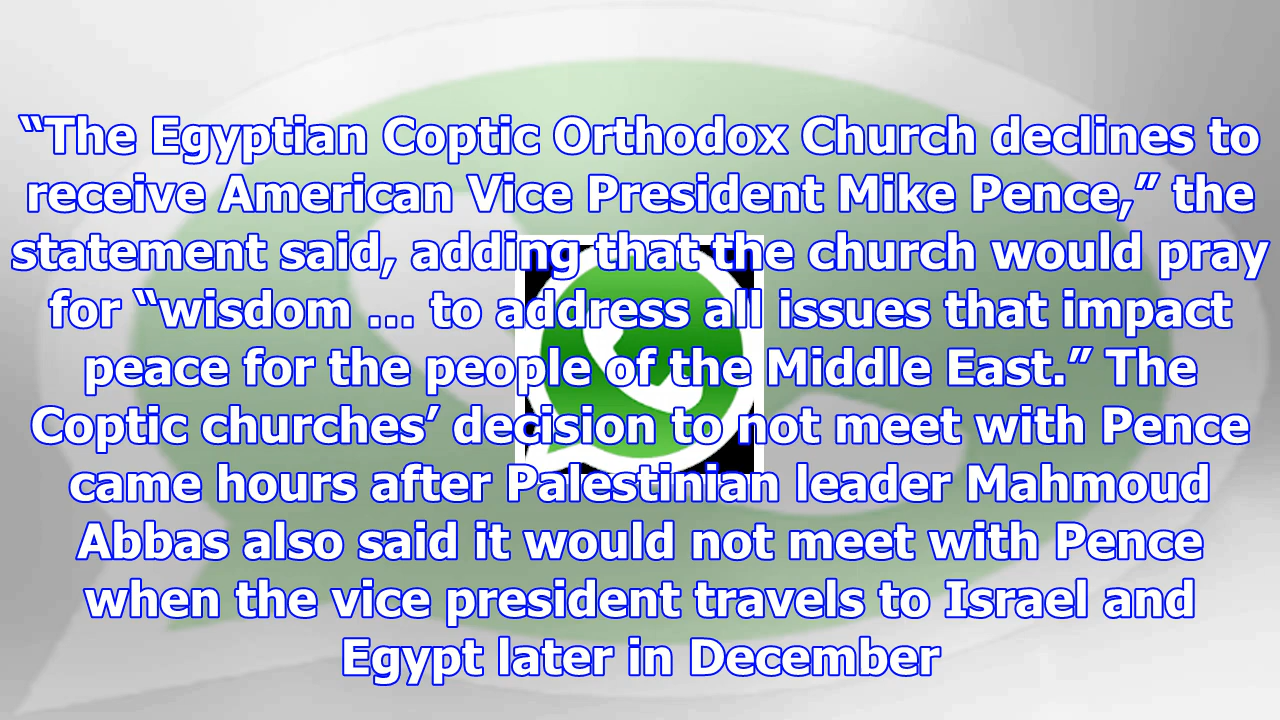 “The Egyptian Coptic Orthodox Church declines to
receive American Vice President Mike Pence,” the
statement said, adding that the church would pray
for “wisdom ... to address all issues that impact
peace for the people of the Middle East.” The
Coptic churches’ decision to not meet with Pence
came hours after Palestinian leader Mahmoud
Abbas also said it would not meet with Pence
when the vice president travels to Israel and
Egypt later in December